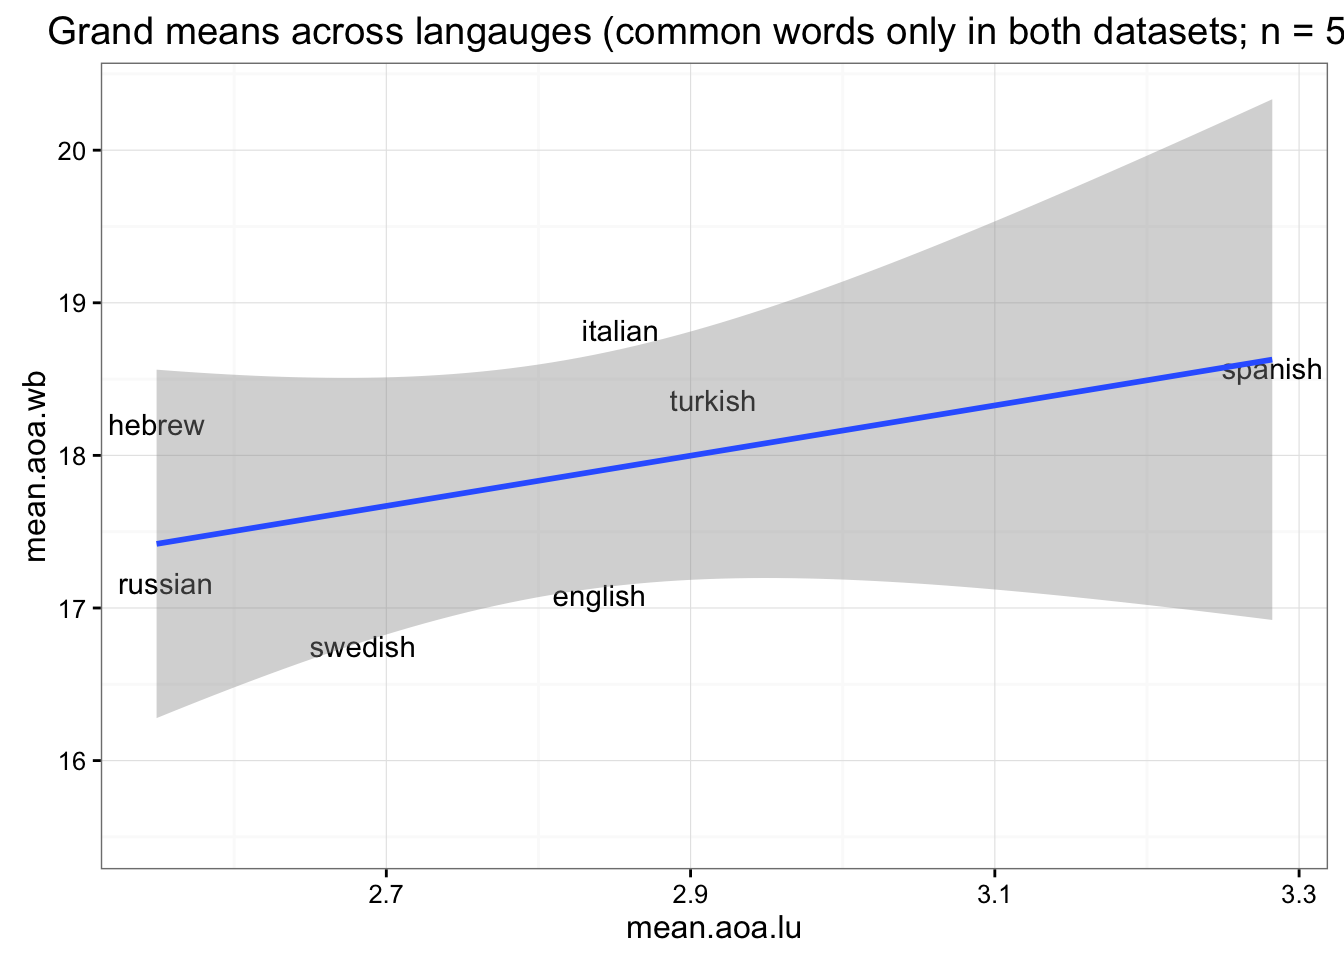 Grand means across langauges (common words only in both datasets; n = 5
20
19
18
17
16
mean.aoa.wb
italian
spanish
turkish
hebrew
russian
english
swedish
2.7
2.9
3.1
3.3
mean.aoa.lu